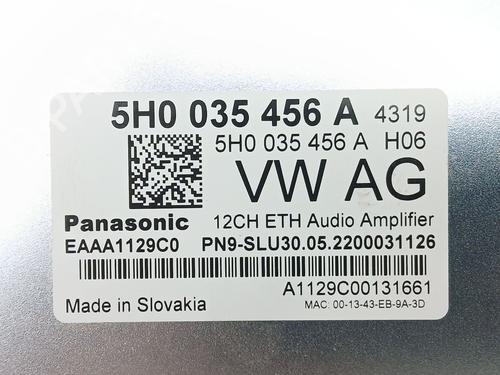 5H0 035 456 A 4319
5H0 035 456 A H06
VW AG
Panasonic 12CH ETH Audio Amplifier
EAAA1129C0 PN9-SLU30.05.2200031126
A1129C00131661
Made in Slovakia MAC: 00-13-43-EB-9A-3D